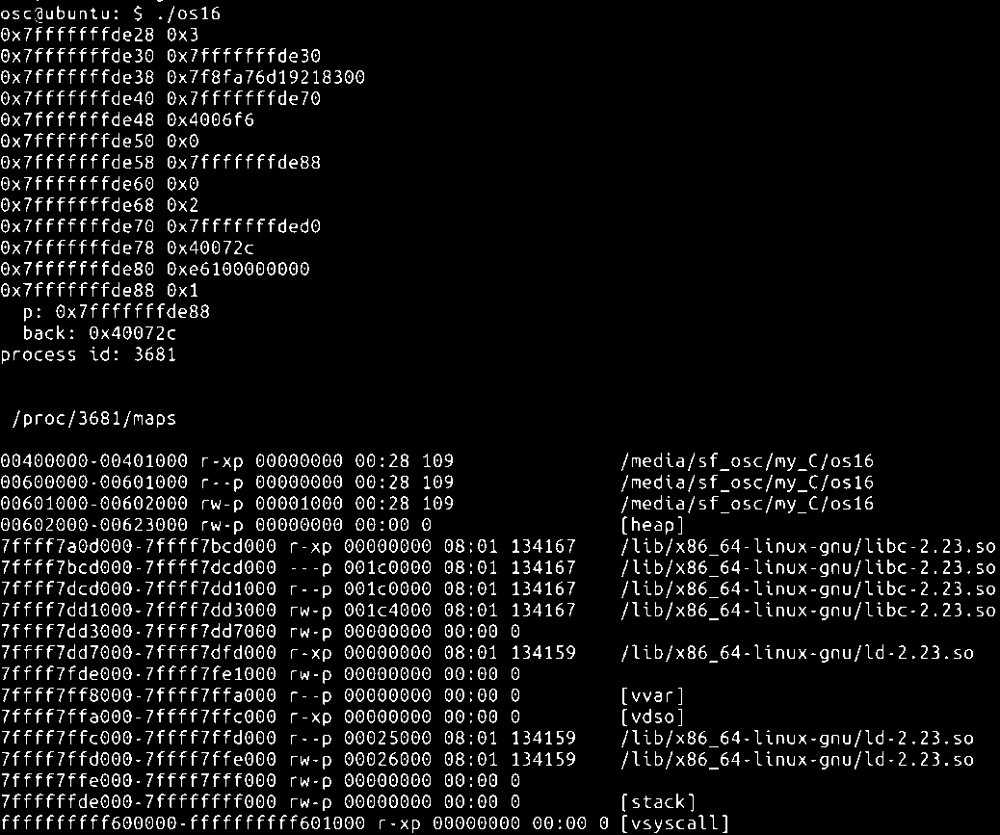 osc@ubuntu: $ ./os16
0x7fffffffde28 0x3
0x7fffffffde30 0x7fffffffde30
0x7fffffffde38 0x7f8fa76d19218300
0x7fffffffde40 0x7fffffffde70
0x7fffffffde48 0x4006f6
0x7fffffffde50 0x0
0x7fffffffde58 0x7fffffffde88
0x7fffffffde60 0x0
0x7fffffffde68 0x2
0x7fffffffde70 0x7fffffffded0
0x7fffffffde78 0x40072c
0x7fffffffde80 0xe6100000000
0x7fffffffde88 0x1
  p: 0x7fffffffde88
  back: 0x40072c
process id: 3681
 /proc/3681/maps
00400000-00401000 r-xp 00000000 00:28 109 /media/sf_osc/my_C/os16
00600000-00601000 r--p 00000000 00:28 109 /media/sf_osc/my_C/os16
00601000-00602000 rw-p 00001000 00:28 109 /media/sf_osc/my_C/os16
00602000-00623000 rw-p 00000000 00:00 0 [heap]
7ffff7a0d000-7ffff7bcd000 r-xp 00000000 08:01 134167 /lib/x86_64-linux-gnu/libc-2.23.so
7ffff7bcd000-7ffff7dcd000 ---p 001c0000 08:01 134167 /lib/x86_64-linux-gnu/libc-2.23.so
7ffff7dcd000-7ffff7dd1000 r--p 001c0000 08:01 134167 /lib/x86_64-linux-gnu/libc-2.23.so
7ffff7dd1000-7ffff7dd3000 rw-p 001c4000 08:01 134167 /lib/x86_64-linux-gnu/libc-2.23.so
7ffff7dd3000-7ffff7dd7000 rw-p 00000000 00:00 0
7ffff7dd7000-7ffff7dfd000 r-xp 00000000 08:01 134159 /lib/x86_64-linux-gnu/ld-2.23.so
7ffff7fde000-7ffff7fe1000 rw-p 00000000 00:00 0
7ffff7ff8000-7ffff7ffa000 r--p 00000000 00:00 0 [vvar]
7ffff7ffa000-7ffff7ffc000 r-xp 00000000 00:00 0 [vdso]
7ffff7ffc000-7ffff7ffd000 r--p 00025000 08:01 134159 /lib/x86_64-linux-gnu/ld-2.23.so
7ffff7ffd000-7ffff7ffe000 rw-p 00026000 08:01 134159 /lib/x86_64-linux-gnu/ld-2.23.so
7ffff7ffe000-7ffff7fff000 rw-p 00000000 00:00 0
7ffffffde000-7ffffffff000 rw-p 00000000 00:00 0 [stack]
ffffffffff600000-ffffffffff601000 r-xp 00000000 00:00 0 [vsyscall]